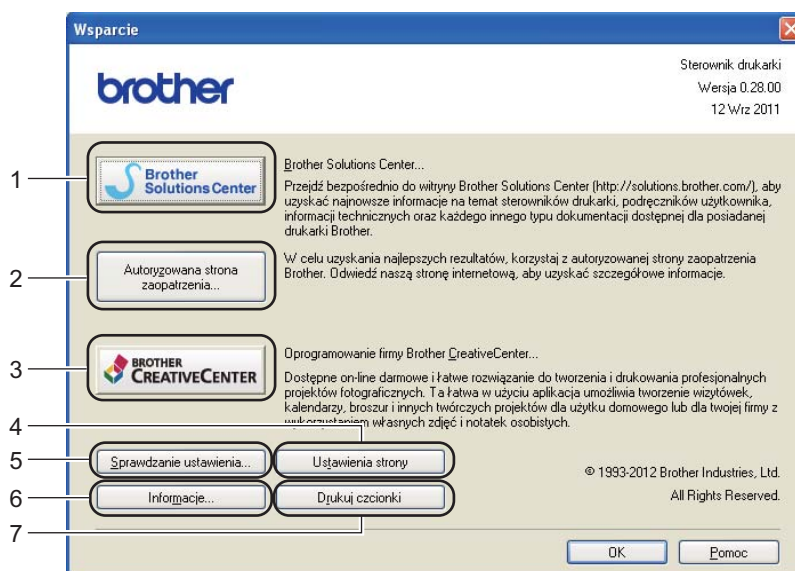 Wsparcie
brother
Sterownik drukarki
Wersja 0.28.00
12 Wrz 2011
1
Brother
Solutions Center
Brother Solutions Center...
Przejdź bezpośrednio do witryny Brother Solutions Center (http://solutions.brother.com/), aby
uzyskać najnowsze informacje na temat sterowników drukarki, podręczników użytkownika,
informacji technicznych oraz każdego innego typu dokumentacji dostępnej dla posiadanej
drukarki Brother.
2
Autoryzowana strona
zaopatrzenia...
W celu uzyskania najlepszych rezultatów, korzystaj z autoryzowanej strony zaopatrzenia
Brother. Odwiedź naszą stronę internetową, aby uzyskać szczegółowe informacje.
3
BROTHER
CREATIVECENTER
Oprogramowanie firmy Brother CreativeCenter...
Dostępne on-line darmowe i łatwe rozwiązanie do tworzenia i drukowania profesjonalnych
projektów fotograficznych. Ta łatwa w użyciu aplikacja umożliwia tworzenie wizytówek,
kalendarzy, broszur i innych twórczych projektów dla użytku domowego lub dla twojej firmy z
wykorzystaniem własnych zdjęć i notatek osobistych.
4
5
Sprawdzanie ustawienia...
Ustawienia strony
© 1993-2012 Brother Industries, Ltd.
6
Informacje...
Drukuj czcionki
All Rights Reserved.
7
OK
Pomoc